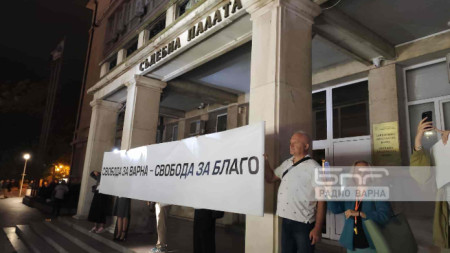 СЪДЕБНА ПАЛАТА
СВОБОДА ЗА ВАРНА - СВОБОДА ЗА БЛАГО
БНР
РАДИО ВАРНА